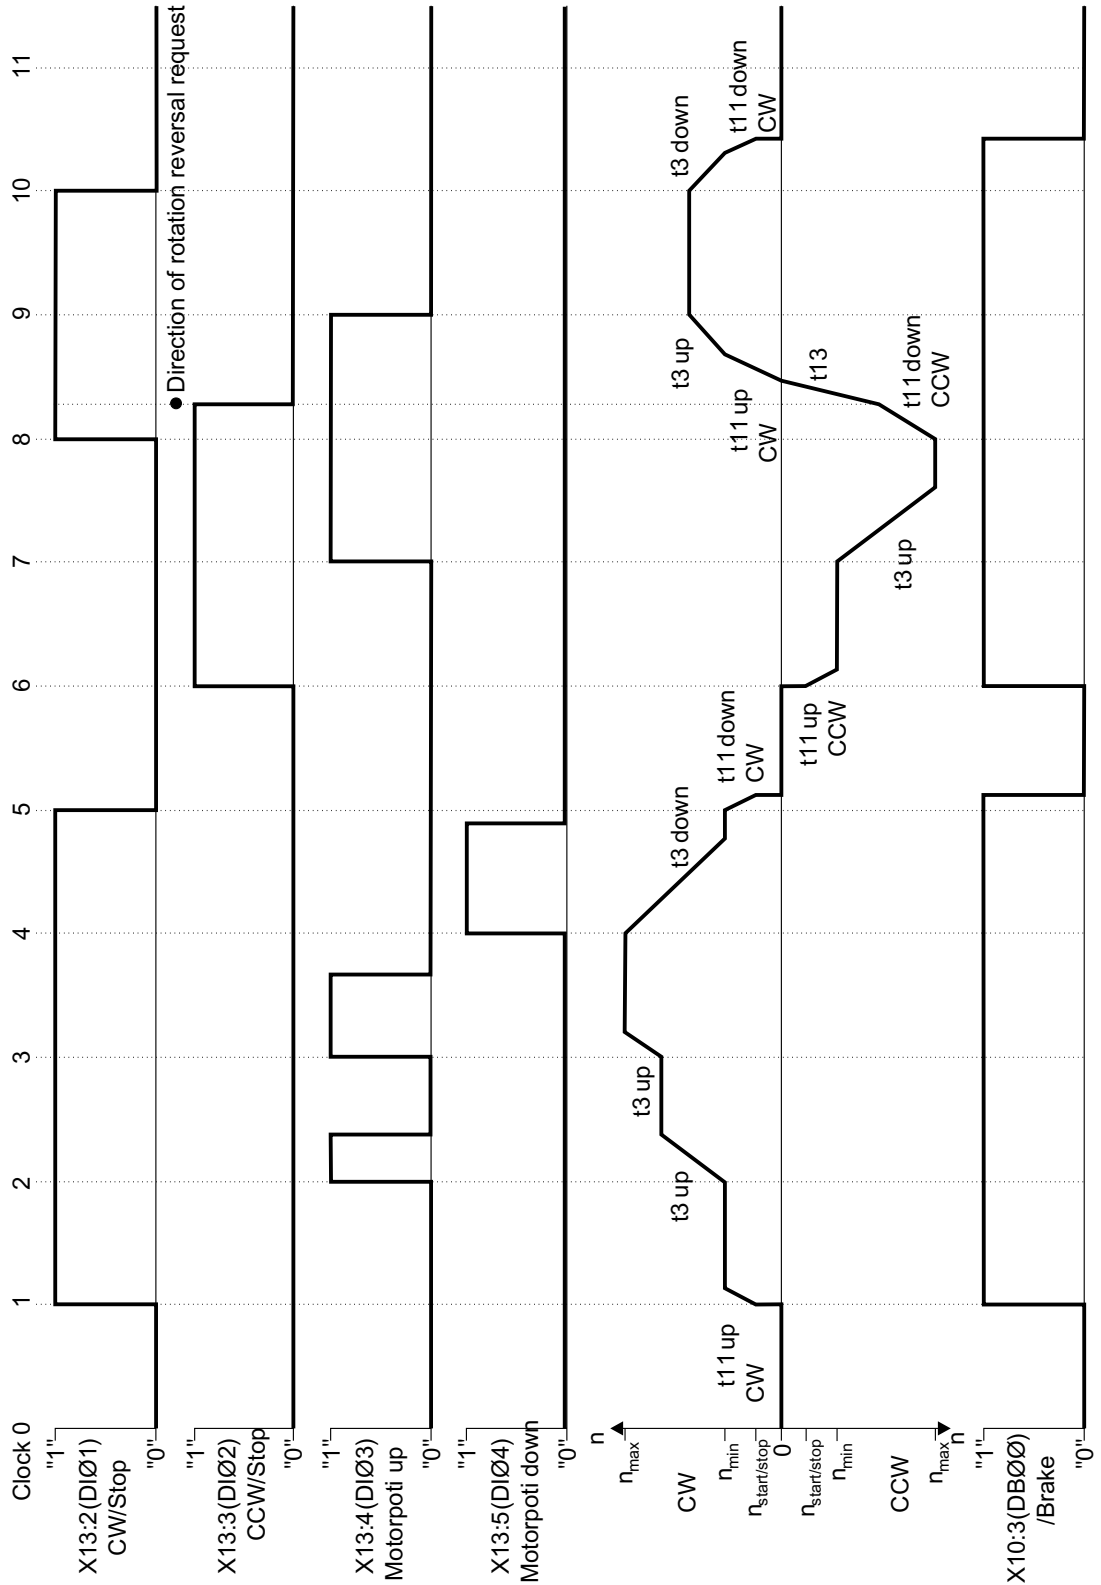 Clock 0 1 2 3 4 5 6 7 8 9 10 11
X13:2(DIØ1)
CW/Stop
"1"
"0"
Direction of rotation reversal request
X13:3(DIØ2)
CCW/Stop
"1"
"0"
X13:4(DIØ3)
Motorpoti up
"1"
"0"
X13:5(DIØ4)
Motorpoti down
"1"
"0"
n
nmax
CW
nmin
nstart/stop
0
nstart/stop
nmin
CCW
nmax
n
t11 up
CW
t3 up
t3 up
t3 down
t11 down
CW
t11 up
CCW
t3 up
t11 down
CCW
t13
t11 up
CW
t3 up
t3 down
t11 down
CW
X10:3(DBØØ)
/Brake
"1"
"0"